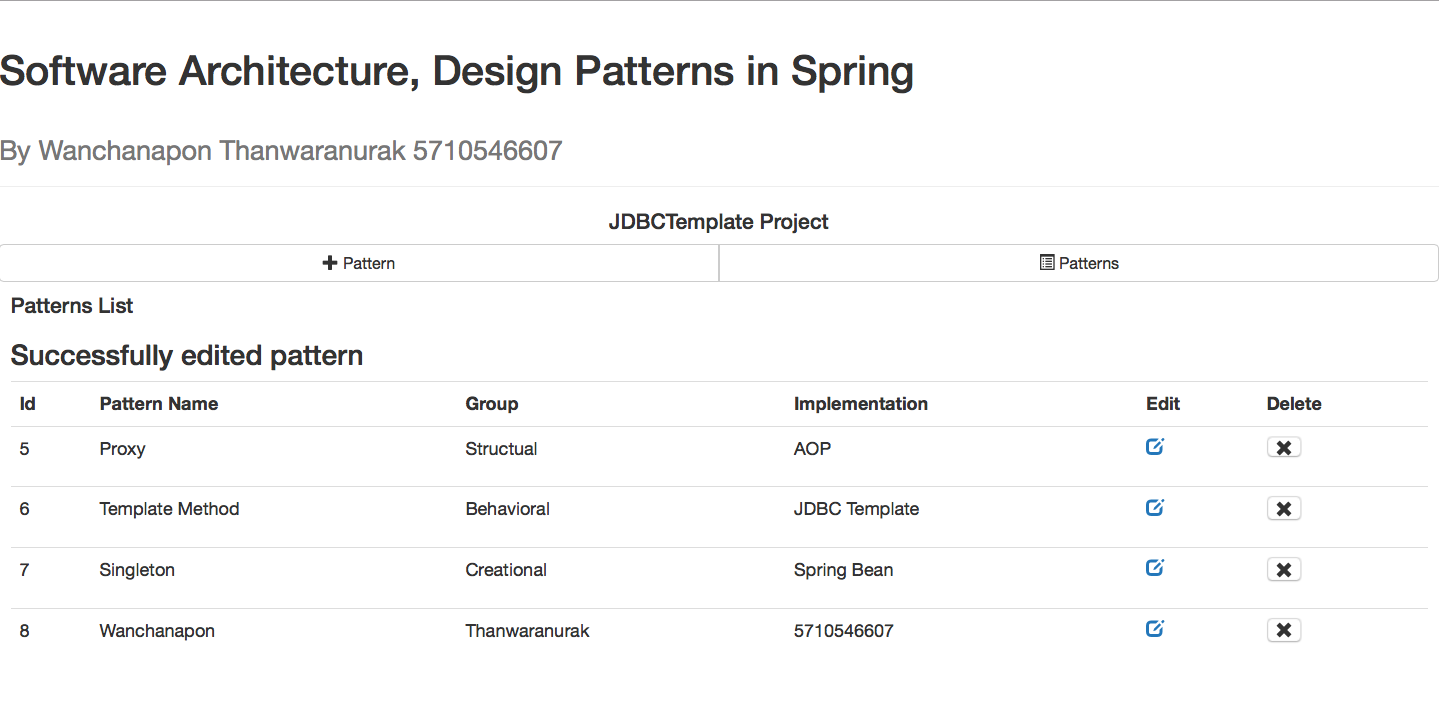 Software Architecture, Design Patterns in Spring
By Wanchanapon Thanwaranurak 5710546607
JDBCTemplate Project
Pattern Patterns
Patterns List
Successfully edited pattern
Id Pattern Name Group Implementation Edit Delete
5 Proxy Structual AOP
6 Template Method Behavioral JDBC Template
7 Singleton Creational Spring Bean
8 Wanchanapon Thanwaranurak 5710546607